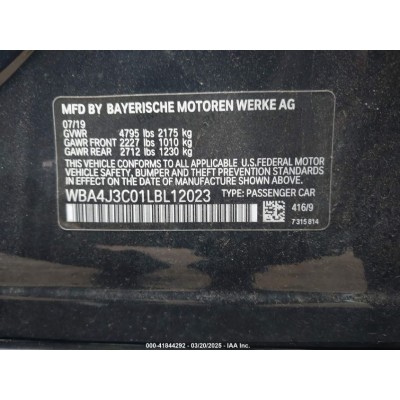 MFD BY BAYERISCHE MOTOREN WERKE AG
07/19
GVWR 4795 lbs 2175 kg
GAWR FRONT 2227 lbs 1010 kg
GAWR REAR 2712 lbs 1230 kg
THIS VEHICLE CONFORMS TO ALL APPLICABLE U.S.FEDERAL MOTOR
VEHICLE SAFETY, BUMPER AND THEFT PREVENTION STANDARDS
IN EFFECT ON THE DATE OF MANUFACTURE SHOWN ABOVE.
WBA4J3C01LBL12023 TYPE: PASSENGER CAR
416/9
7 315 814
000-41844292 — 03/20/2025 — IAA Inc.